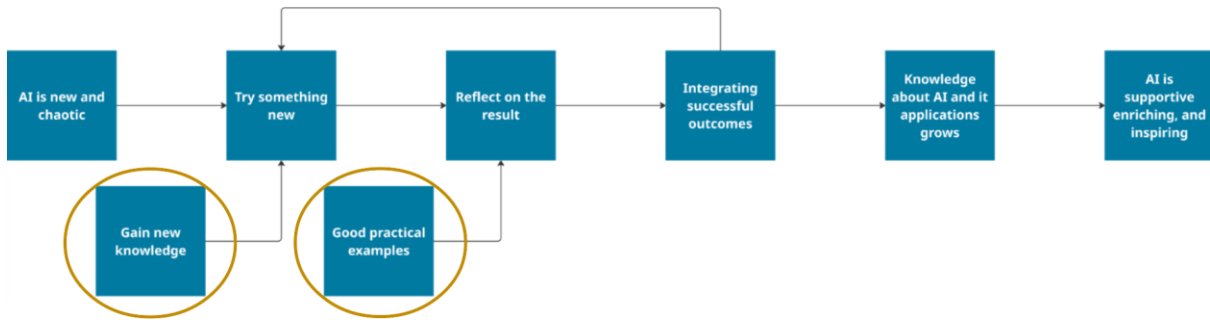 AI is new and
chaotic
Try something
new
Reflect on the
result
Integrating
successful
outcomes
Knowledge
about AI and it
applications
grows
AI is
supportive
enriching, and
inspiring
Gain new
knowledge
Good practical
examples